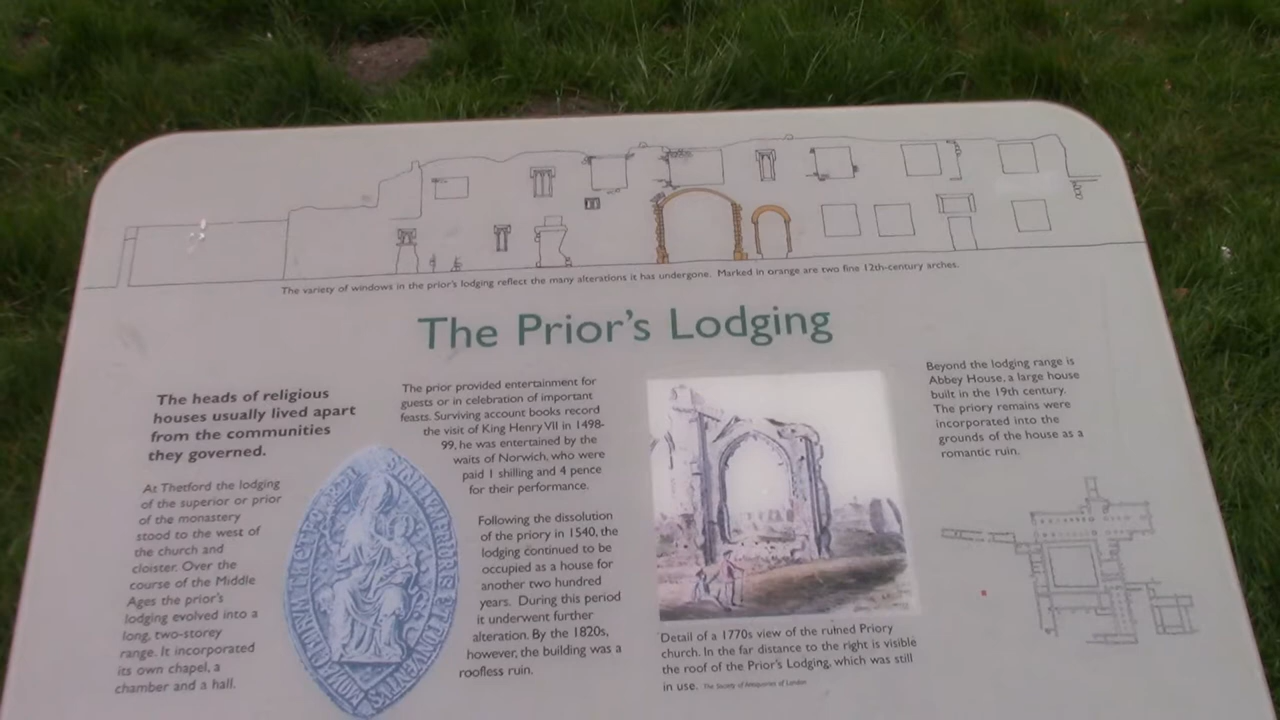 The variety of windows in the prior's lodging reflect the many alterations it has undergone. Marked in orange are two fine 12th-century arches.
The Prior's Lodging
The heads of religious
houses usually lived apart
from the communities
they governed.
At Thetford the lodging
of the superior or prior
of the monastery
stood to the west of
the church and
cloister. Over the
course of the Middle
Ages the prior's
lodging evolved into a
long, two-storey
range. It incorporated
its own chapel, a
chamber and a hall.
The prior provided entertainment for
guests or in celebration of important
feasts. Surviving account books record
the visit of King Henry VII in 1498-
99, he was entertained by the
waits of Norwich, who were
paid 1 shilling and 4 pence
for their performance.
Following the dissolution
of the priory in 1540, the
lodging continued to be
occupied as a house for
another two hundred
years. During this period
it underwent further
alteration. By the 1820s,
however, the building was a
roofless ruin.
Detail of a 1770s view of the ruined Priory
church. In the far distance to the right is visible
the roof of the Prior's Lodging, which was still
in use. The Society of Antiquaries of London
Beyond the lodging range is
Abbey House, a large house
built in the 19th century.
The priory remains were
incorporated into the
grounds of the house as a
romantic ruin.